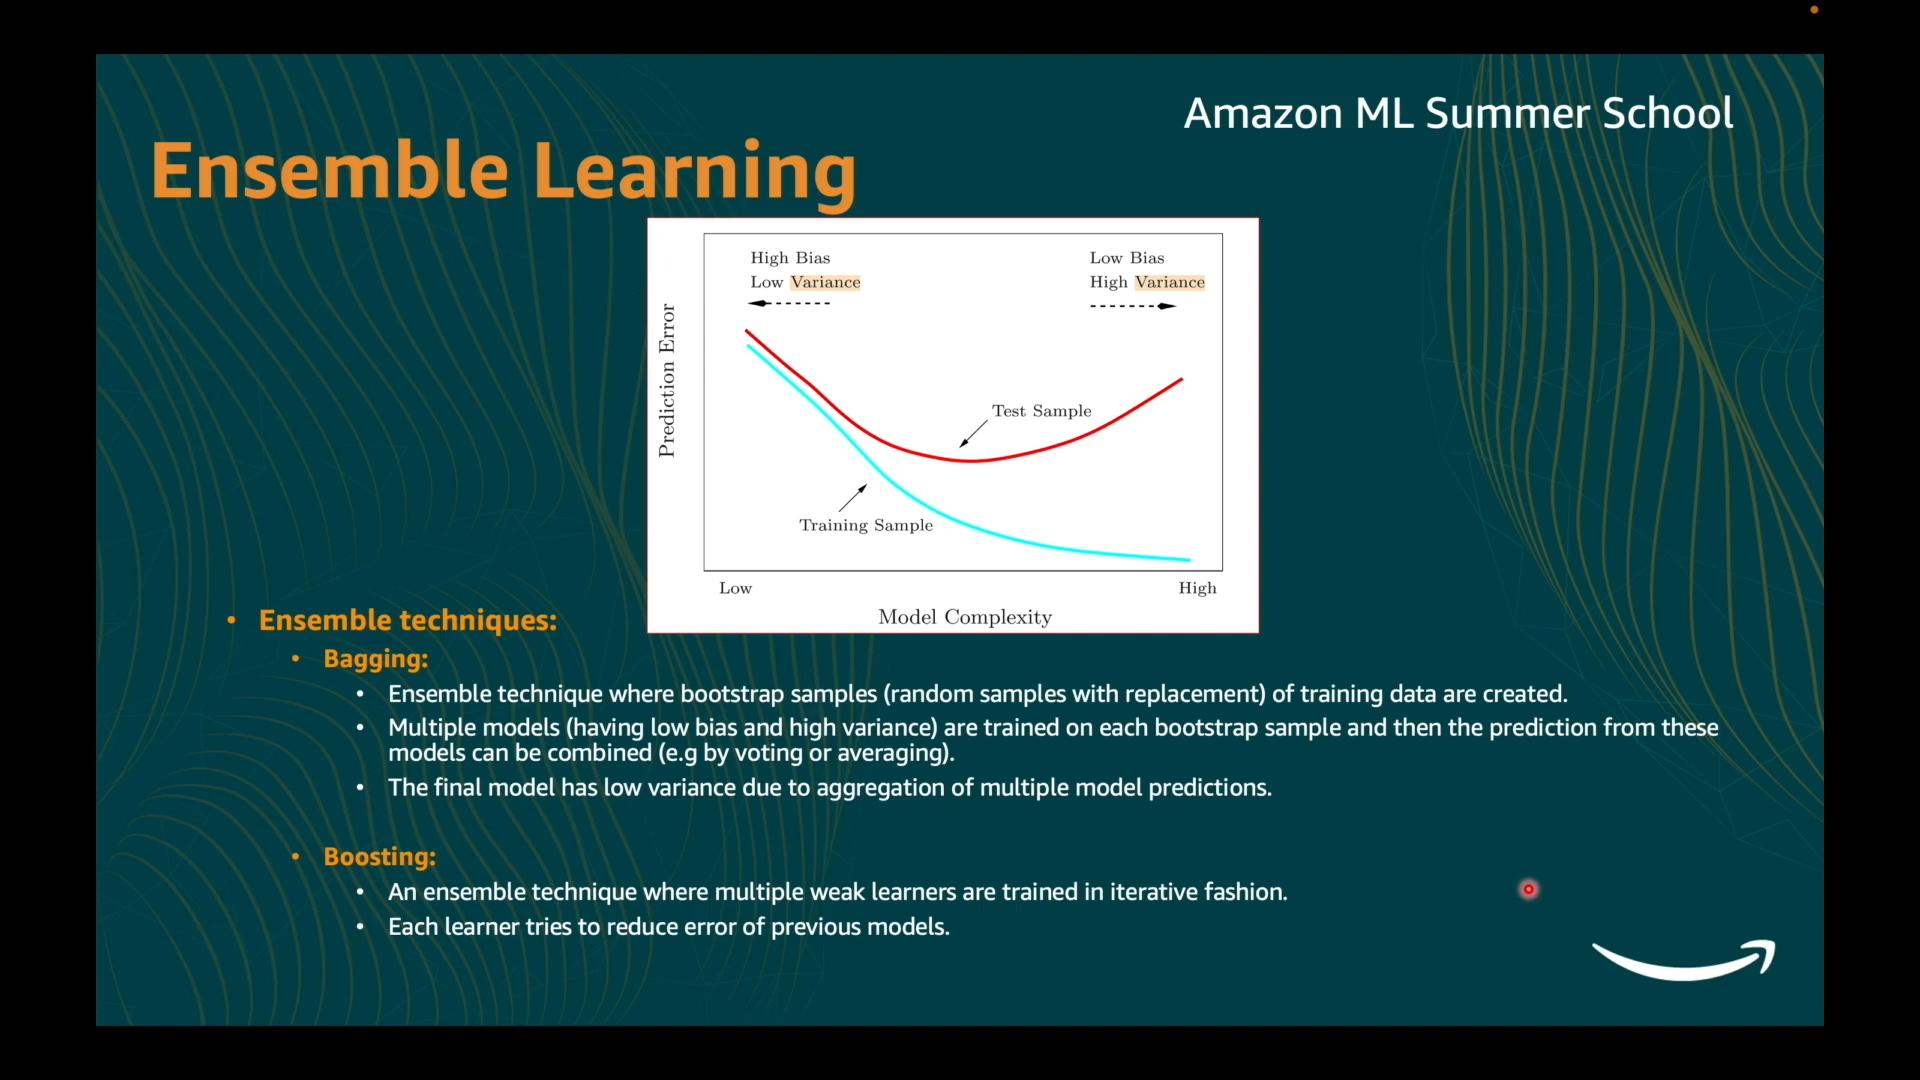 Amazon ML Summer School
Ensemble Learning
High Bias
Low Variance
Low Bias
High Variance
Prediction Error
Test Sample
Training Sample
Low
High
Model Complexity
• Ensemble techniques:
• Bagging:
• Ensemble technique where bootstrap samples (random samples with replacement) of training data are created.
• Multiple models (having low bias and high variance) are trained on each bootstrap sample and then the prediction from these
models can be combined (e.g by voting or averaging).
• The final model has low variance due to aggregation of multiple model predictions.
• Boosting:
• An ensemble technique where multiple weak learners are trained in iterative fashion.
• Each learner tries to reduce error of previous models.